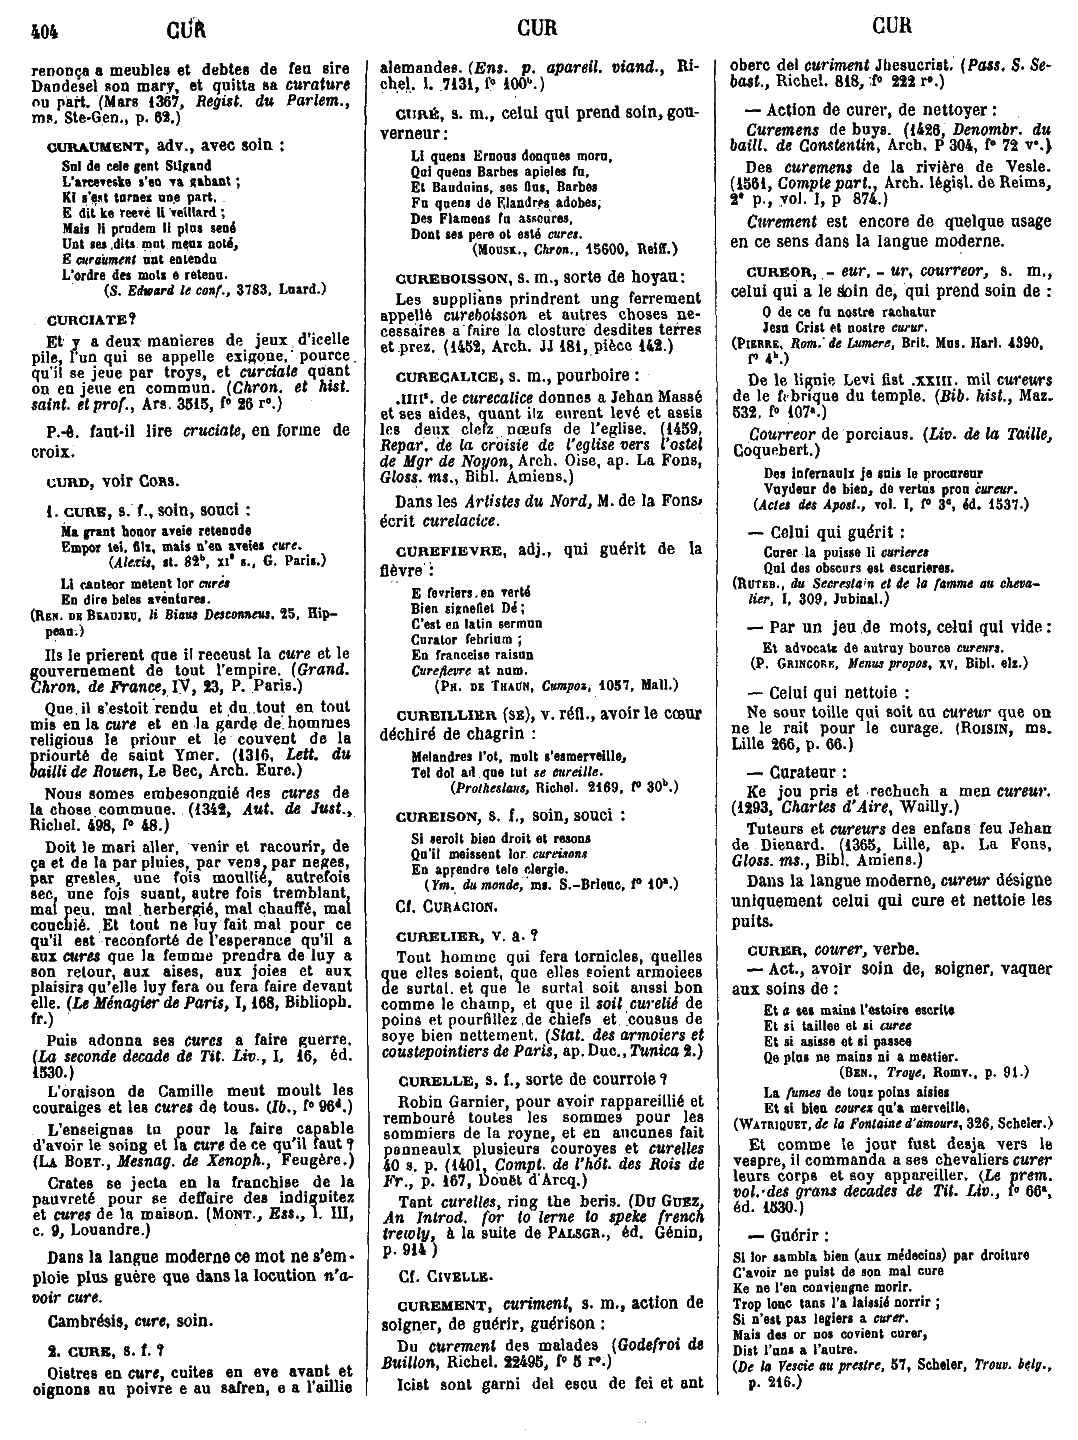 404 CUR CUR CUR
renonça a meubles et debtes de feu sire
Dandesel son mary, et quitta sa curature
ou part. (Mars 1367, Regist. du Parlem.,
ms. Ste-Gen., p. 62.)
CURAUMENT, adv., avec soin :
Sul de cele gent Stigand
L'arceveske s'en va gabant ;
Ki s'est turnez une part,
E dit ke reeve li veillard ;
Mais li prudem li plus sené
Unt ses dits mut meuz noté,
E curaument unt entendu
L'ordre des mots e retenu.
(S. Edward le conf., 3783, Luard.)
CURCIATE?
Et y a deux manieres de jeux d'icelle
pile, l'un qui se appelle exigone, pource
qu'il se jeue par troys, et curciate quant
on en jeue en commun. (Chron. et hist.
saint. et prof., Ars. 3515, fº 26 rº.)
P.-ê. faut-il lire cruciate, en forme de
croix.
CURD, voir CORS.
1. CURE, s. f., soin, souci :
Ma grant honor aveie retenude
Empor tei, filz, mais n'en aveies cure.
(Alexis, st. 82ᵇ, xiᵉ s., G. Paris.)
Li canteor metent lor cures
En dire beles aventures.
(REN. DE BEAUJEU, li Biaus Desconneus, 25, Hip-
peau.)
Ils le prierent que il receust la cure et le
gouvernement de tout l'empire. (Grand.
Chron. de France, IV, 23, P. Paris.)
Que il s'estoit rendu et du tout en tout
mis en la cure et en la garde de hommes
religious le priour et le couvent de la
priourté de saint Ymer. (1316, Lett. du
bailli de Rouen, Le Bec, Arch. Eure.)
Nous somes embesongnié des cures de
la chose commune. (1342, Aut. de Just.,
Richel. 498, fº 48.)
Doit le mari aller, venir et racourir, de
ça et de la par pluies, par vens, par neges,
par gresles, une fois moullié, autrefois
sec, une fois suant, autre fois tremblant,
mal peu, mal herbergié, mal chauffé, mal
couchié. Et tout ne luy fait mal pour ce
qu'il est reconforté de l'esperance qu'il a
aux cures que la femme prendra de luy a
son retour, aux aises, aux joies et aux
plaisirs qu'elle luy fera ou fera faire devant
elle. (Le Ménagier de Paris, I, 168, Biblioph.
fr.)
Puis adonna ses cures a faire guerre.
(La seconde decade de Tit. Liv., I, 16, éd.
1530.)
L'oraison de Camille meut moult les
couraiges et les cures de tous. (Ib., fº 96ᵈ.)
L'enseignas tu pour la faire capable
d'avoir le soing et la cure de ce qu'il faut ?
(LA BOET., Mesnag. de Xenoph., Feugère.)
Crates se jecta en la franchise de la
pauvreté pour se deffaire des indignitez
et cures de la maison. (MONT., Ess., l. III,
c. 9, Louandre.)
Dans la langue moderne ce mot ne s'em-
ploie plus guère que dans la locution n'a-
voir cure.
Cambrésis, cure, soin.
2. CURE, s. f. ?
Oistres en cure, cuites en eve avant et
oignons au poivre e au safren, e a l'aillie
alemandes. (Ens. p. apareil. viand., Ri-
chel. l. 7131, fº 100ᵇ.)
CURÉ, s. m., celui qui prend soin, gou-
verneur :
Li quens Ernous donques moru,
Qui quens Barbes apieles fu,
Et Bauduins, ses fius, Barbes
Fu quens de Flandres adobes;
Des Flamens fu asseures,
Dont ses pere ot esté cures.
(MOUSK., Chron., 15600, Reiff.)
CUREBOISSON, s. m., sorte de hoyau :
Les supplians prindrent ung ferrement
appellé cureboisson et autres choses ne-
cessaires a faire la closture desdites terres
et prez. (1452, Arch. JJ 181, pièce 142.)
CURECALICE, s. m., pourboire :
.IIIIˢ. de curecalice donnes a Jehan Massé
et ses aides, quant ilz eurent levé et assis
les deux clefz nœufs de l'eglise. (1459,
Repar. de la croisie de l'eglise vers l'ostel
de Mgr de Noyon, Arch. Oise, ap. La Fons,
Gloss. ms., Bibl. Amiens.)
Dans les Artistes du Nord, M. de la Fons,
écrit curelacice.
CUREFIEVRE, adj., qui guérit de la
fièvre :
E fevriers en verté
Bien signefiet Dé ;
C'est en latin sermun
Curator febrium ;
En franceise raisun
Curefievre at num.
(PH. DE THAUN, Cumpoz, 1057, Mall.)
CUREILLIER (SE), v. réfl., avoir le cœur
déchiré de chagrin :
Melandres l'ot, mult s'esmerveille,
Tel dol ad que tut se cureille.
(Protheslaus, Richel. 2169, fº 30ᵇ.)
CUREISON, s. f., soin, souci :
Si seroit bien droit et resons
Qu'il meissent lor cureisons
En aprendre tele clergie.
(Ym. du monde, ms. S.-Brieuc, fº 10ᵃ.)
Cf. CURACION.
CURELIER, v. a. ?
Tout homme qui fera tornicles, quelles
que elles soient, que elles soient armoiees
de surtal, et que le surtal soit aussi bon
comme le champ, et que il soit curelié de
poins et pourfillez de chiefs et cousus de
soye bien nettement. (Stat. des armoiers et
coustepointiers de Paris, ap. Duc., Tunica 2.)
CURELLE, s. f., sorte de courroie ?
Robin Garnier, pour avoir rappareillié et
rembouré toutes les sommes pour les
sommiers de la royne, et en aucunes fait
panneaulx plusieurs couroyes et curelles
40 s. p. (1401, Compt. de l'hôt. des Rois de
Fr., p. 167, Douët d'Arcq.)
Tant curelles, ring the beris. (DU GUEZ,
An Introd. for to lerne to speke french
trewly, à la suite de PALSGR., éd. Génin,
p. 914)
Cf. CIVELLE.
CUREMENT, curiment, s. m., action de
soigner, de guérir, guérison :
Du curement des malades (Godefroi de
Buillon, Richel. 22495, fº 5 rº.)
Icist sont garni del escu de fei et ant
oberc del curiment Jhesucrist. (Pass. S. Se-
bast., Richel. 818, fº 222 rº.)
— Action de curer, de nettoyer :
Curemens de buys. (1426, Denombr. du
baill. de Constentin, Arch. P 304, fº 72 vº.)
Des curemens de la rivière de Vesle.
(1561, Compte part., Arch. législ. de Reims,
2ᵉ p., vol. I, p 874.)
Curement est encore de quelque usage
en ce sens dans la langue moderne.
CUREOR, - eur, - ur, courreor, s. m.,
celui qui a le soin de, qui prend soin de :
O de ce fu nostre rachatur
Jesu Crist et nostre curur.
(PIERRE, Rom. de Lumere, Brit. Mus. Harl. 4390,
fº 4ᵇ.)
De le lignie Levi fist .XXIII. mil cureurs
de le fabrique du temple. (Bib. hist., Maz.
532, fº 107ᵃ.)
Courreor de porciaus. (Liv. de la Taille,
Coquebert.)
Des infernaulx je suis le procureur
Vuydeur de bien, de vertus prou cureur.
(Actes des Apost., vol. I, fº 3ᵃ, éd. 1537.)
— Celui qui guérit :
Curer la puisse li curieres
Qui des obscurs est escurieres.
(RUTEB., du Secrestain et de la famme au cheva-
lier, I, 309, Jubinal.)
— Par un jeu de mots, celui qui vide :
Et advocatz de autruy bource cureurs.
(P. GRINGORE, Menus propos, XV, Bibl. elz.)
— Celui qui nettoie :
Ne sour toille qui soit au cureur que on
ne le rait pour le curage. (ROISIN, ms.
Lille 266, p. 66.)
— Curateur :
Ke jou pris et rechuch a men cureur.
(1293, Chartes d'Aire, Wailly.)
Tuteurs et cureurs des enfans feu Jehan
de Dienard. (1365, Lille, ap. La Fons,
Gloss. ms., Bibl. Amiens.)
Dans la langue moderne, cureur désigne
uniquement celui qui cure et nettoie les
puits.
CURER, courer, verbe.
— Act., avoir soin de, soigner, vaquer
aux soins de :
Et a ses mains l'estoire escrite
Et si taillee et si curee
Et si asise et si passee
Qe plus ne mains ni a mestier.
(BEN., Troye, Romv., p. 91.)
La fumes de touz poins aisies
Et si bien coures qu'a merveille.
(WATRIQUET, de la Fontaine d'amours, 326, Scheler.)
Et comme le jour fust desja vers le
vespre, il commanda a ses chevaliers curer
leurs corps et soy appareiller. (Le prem.
vol. des grans decades de Tit. Liv., fº 66ᵃ,
éd. 1530.)
— Guérir :
Si lor sambla bien (aux médecins) par droiture
C'avoir ne puist de son mal cure
Ke ne l'en conviengne morir.
Trop lonc tans l'a laissié norrir ;
Si n'est pas legiers a curer.
Mais des or nos covient curer,
Dist l'uns a l'autre.
(De la Vescie au prestre, 57, Scheler, Trouv. belg.,
p. 216.)